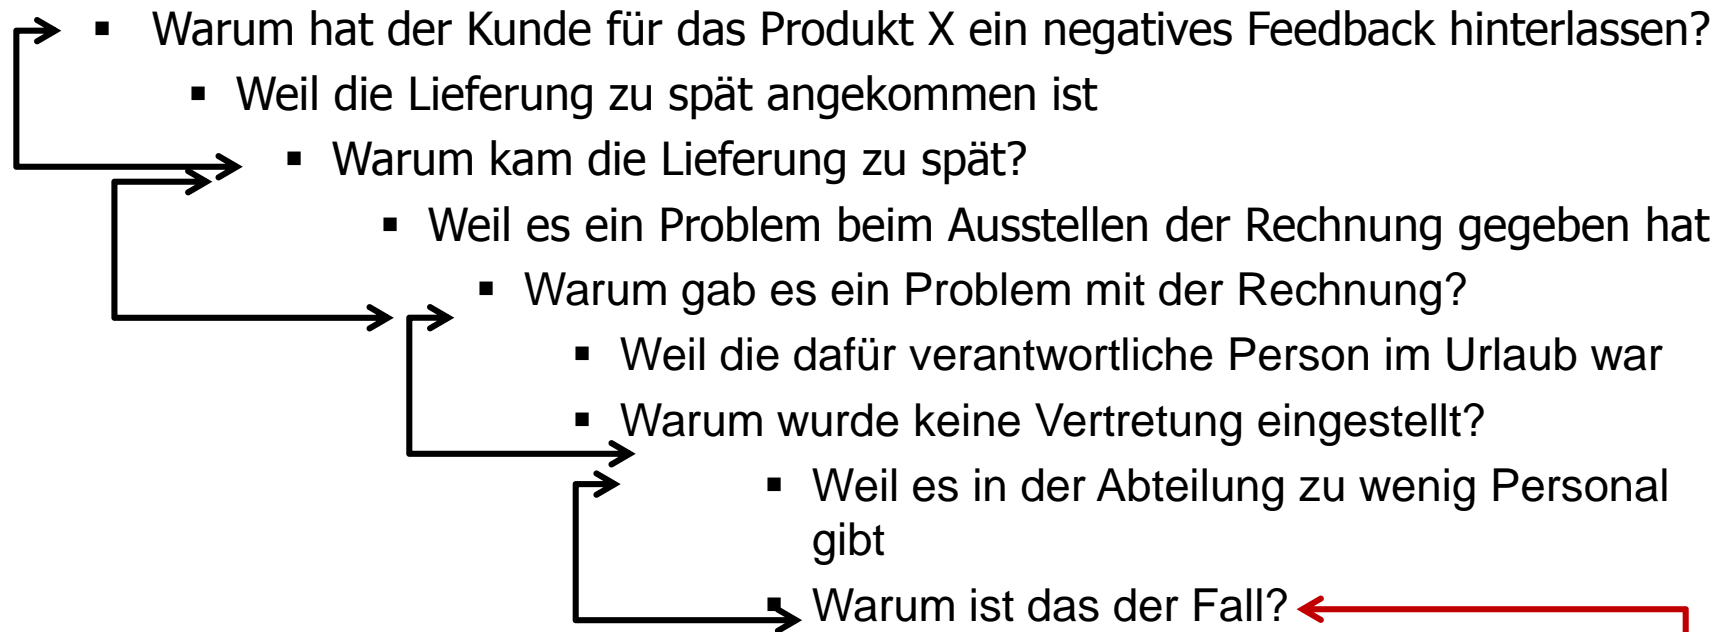 Warum hat der Kunde für das Produkt X ein negatives Feedback hinterlassen?
Weil die Lieferung zu spät angekommen ist
Warum kam die Lieferung zu spät?
Weil es ein Problem beim Ausstellen der Rechnung gegeben hat
Warum gab es ein Problem mit der Rechnung?
Weil die dafür verantwortliche Person im Urlaub war
Warum wurde keine Vertretung eingestellt?
Weil es in der Abteilung zu wenig Personal
gibt
Warum ist das der Fall?